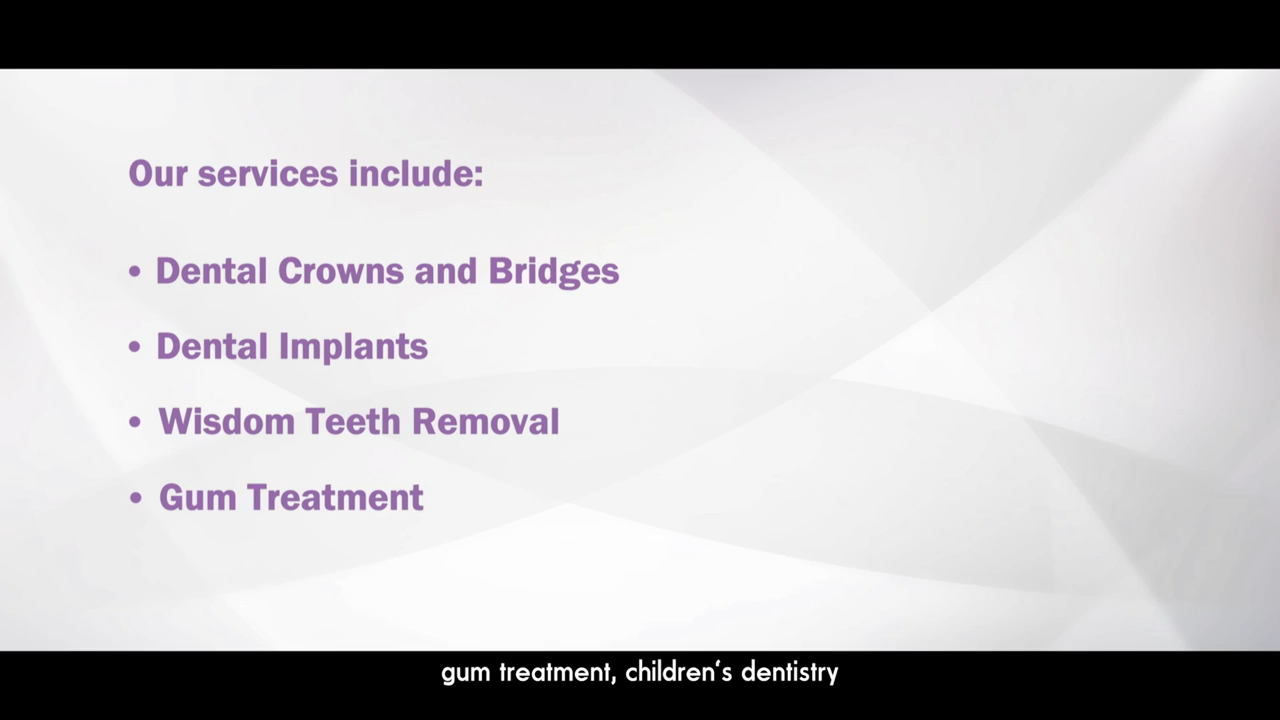 Our services include:
• Dental Crowns and Bridges
• Dental Implants
• Wisdom Teeth Removal
• Gum Treatment
gum treatment, children's dentistry